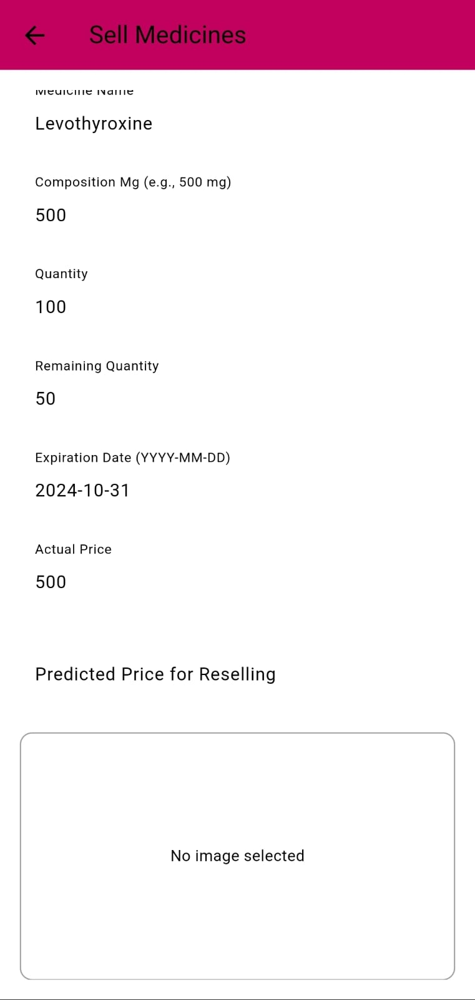 Sell Medicines
Medicine Name
Levothyroxine
Composition Mg (e.g., 500 mg)
500
Quantity
100
Remaining Quantity
50
Expiration Date (YYYY-MM-DD)
2024-10-31
Actual Price
500
Predicted Price for Reselling
No image selected